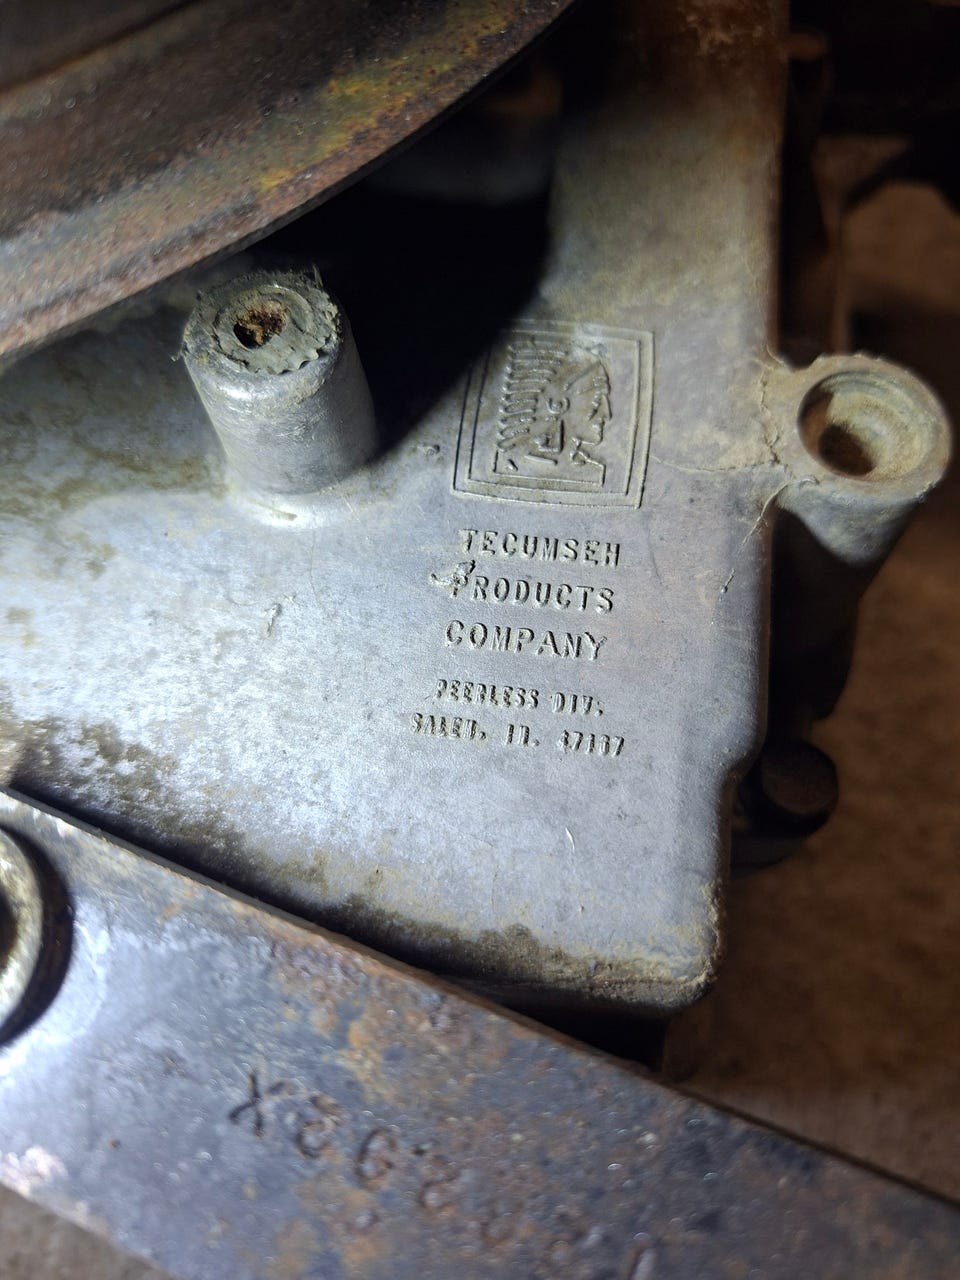 TECUMSEH
PRODUCTS
COMPANY
PEERLESS DIV.
SALEM, IN. 47167